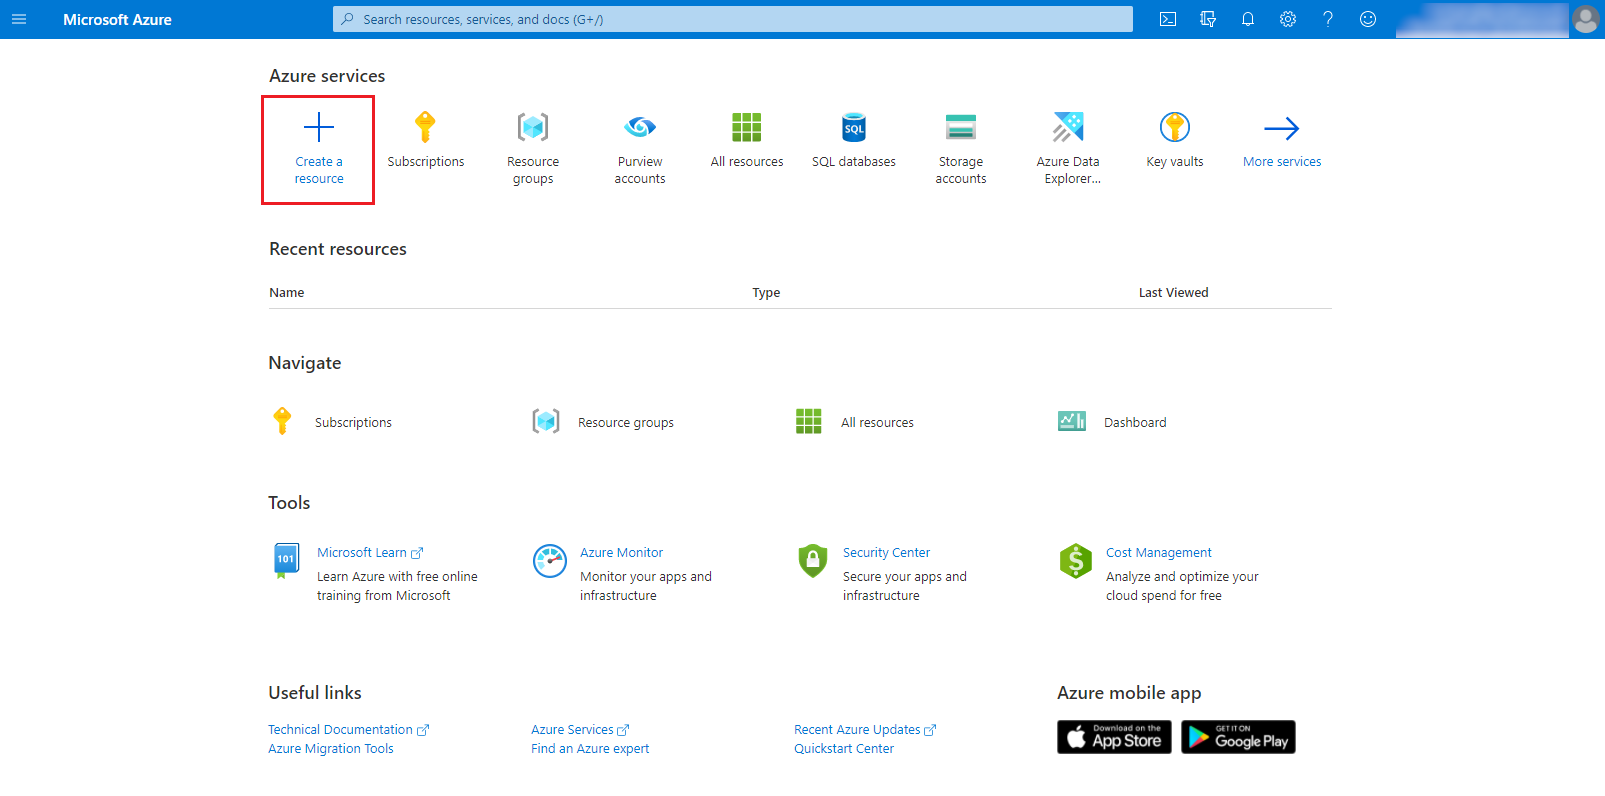 Microsoft Azure
Search resources, services, and docs (G+/)
Azure services
Create a
resource
Subscriptions
Resource
groups
Purview
accounts
All resources
SQL
SQL databases
Storage
accounts
Azure Data
Explorer...
Key vaults
More services
Recent resources
Name Type Last Viewed
Navigate
Subscriptions
Resource groups
All resources
Dashboard
Tools
101
Microsoft Learn
Learn Azure with free online
training from Microsoft
Azure Monitor
Monitor your apps and
infrastructure
Security Center
Secure your apps and
infrastructure
$
Cost Management
Analyze and optimize your
cloud spend for free
Useful links
Technical Documentation
Azure Migration Tools
Azure Services
Find an Azure expert
Recent Azure Updates
Quickstart Center
Azure mobile app
Download on the
App Store
GET IT ON
Google Play